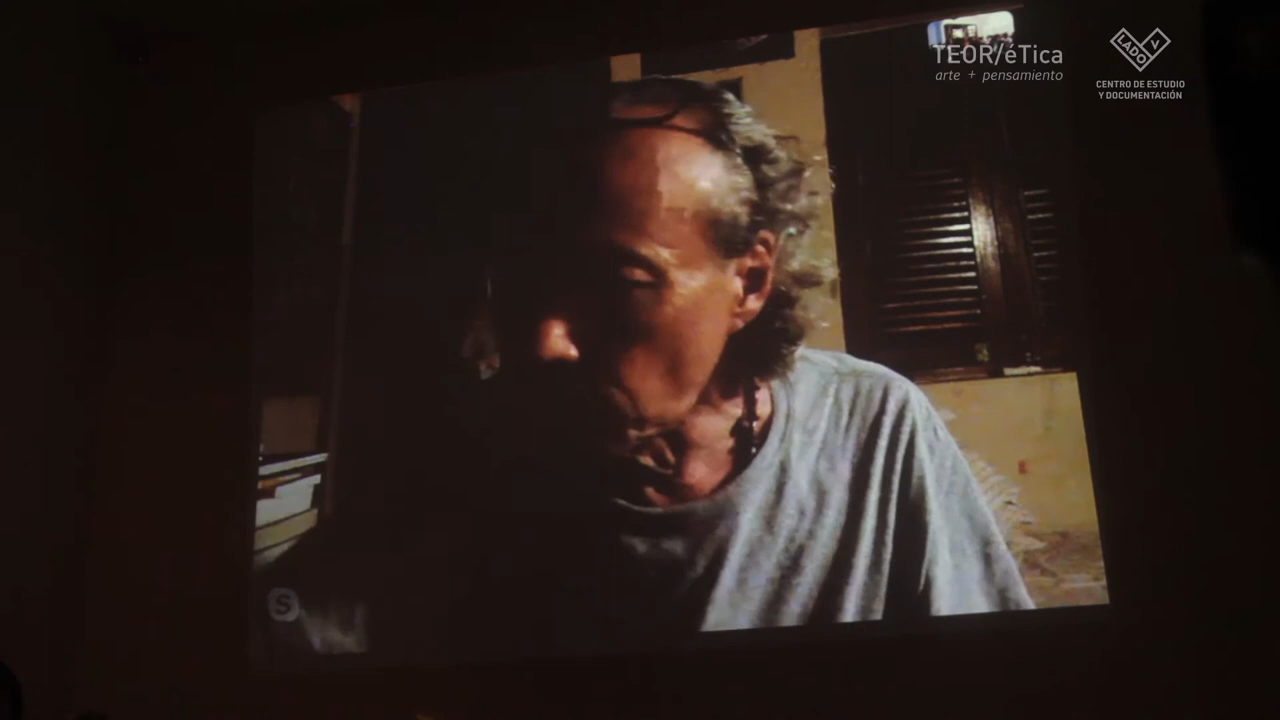 TEOR/éTica
arte + pensamiento
LADO V
CENTRO DE ESTUDIO
Y DOCUMENTACIÓN
S